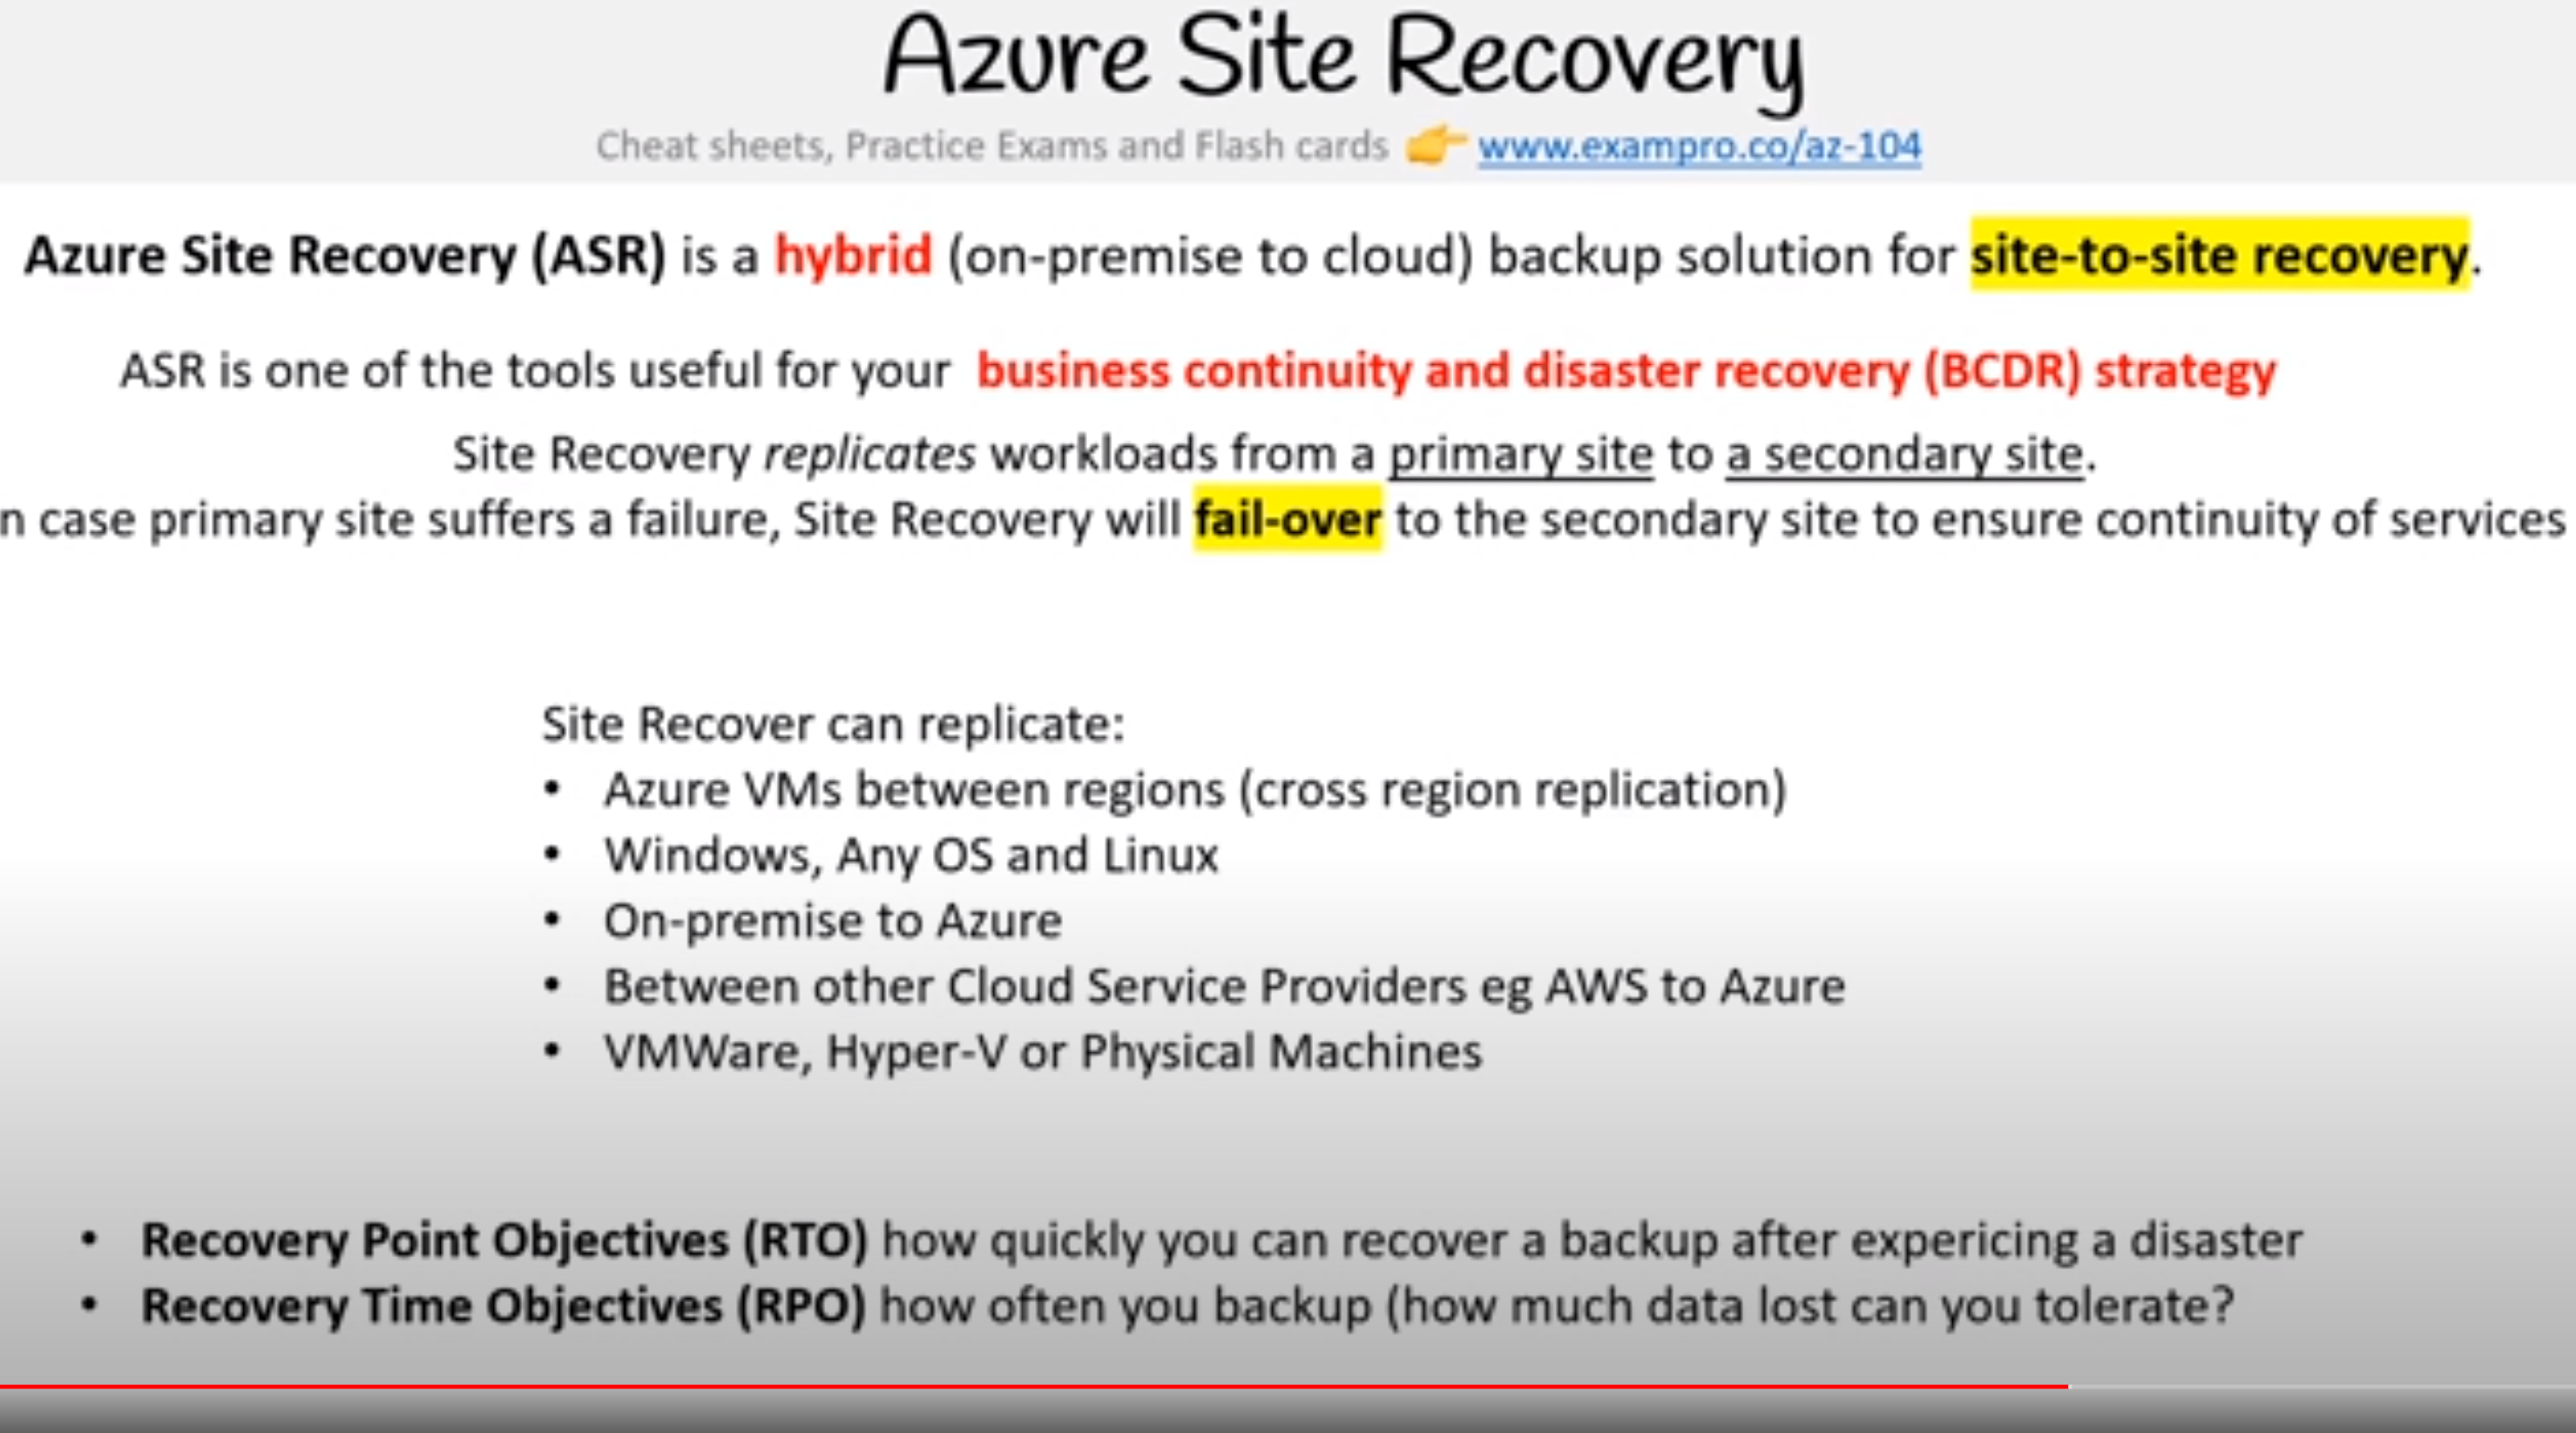 Azure Site Recovery
Cheat sheets, Practice Exams and Flash cards 👉 www.exampro.co/az-104
Azure Site Recovery (ASR) is a hybrid (on-premise to cloud) backup solution for site-to-site recovery.
ASR is one of the tools useful for your business continuity and disaster recovery (BCDR) strategy
Site Recovery replicates workloads from a primary site to a secondary site.
n case primary site suffers a failure, Site Recovery will fail-over to the secondary site to ensure continuity of services
Site Recover can replicate:
• Azure VMs between regions (cross region replication)
• Windows, Any OS and Linux
• On-premise to Azure
• Between other Cloud Service Providers eg AWS to Azure
• VMWare, Hyper-V or Physical Machines
• Recovery Point Objectives (RTO) how quickly you can recover a backup after expericing a disaster
• Recovery Time Objectives (RPO) how often you backup (how much data lost can you tolerate?